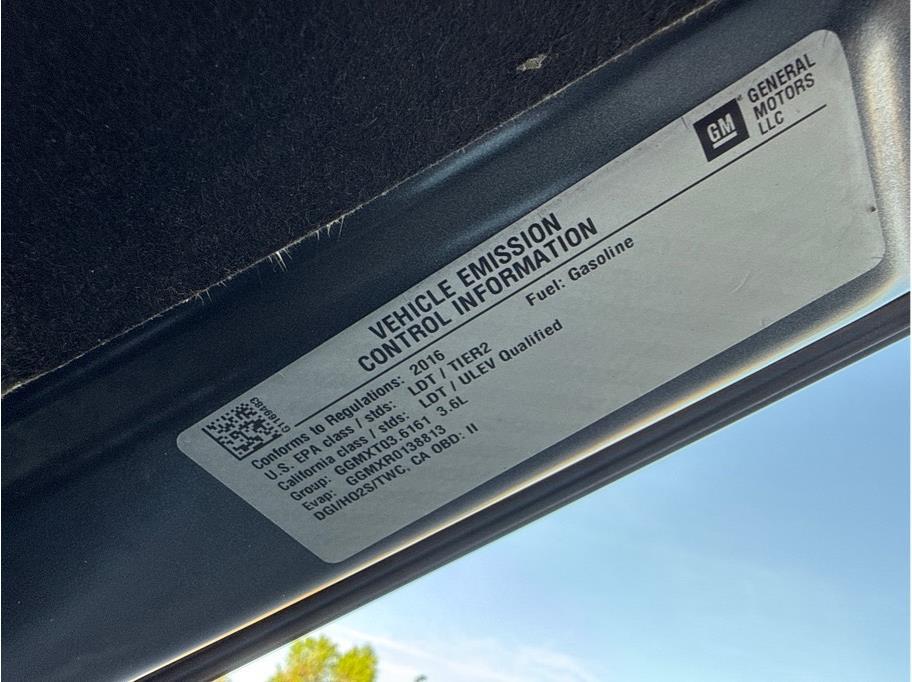 GM
GENERAL
MOTORS
LLC
VEHICLE EMISSION
CONTROL INFORMATION
Conforms to Regulations: 2016 Fuel: Gasoline
U.S. EPA class / stds: LDT / TIER2
California class / stds: LDT / ULEV Qualified
Group: GGMXT03.6161 3.6L
Evap: GGMXR0138813
DGI/HO2S/TWC, CA OBD: II